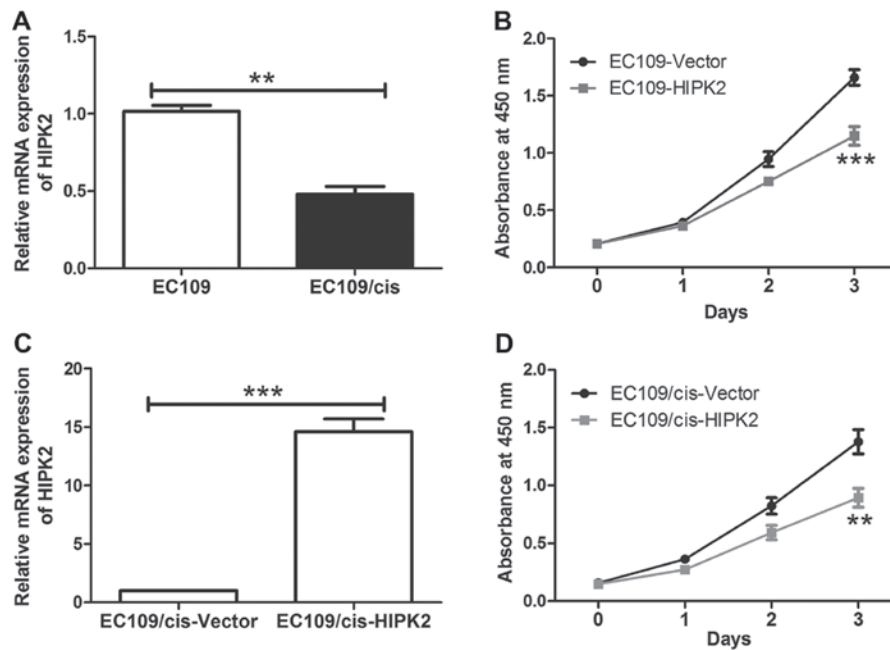 A
Relative mRNA expression
of HIPK2
1.5
1.0
0.5
0.0
**
EC109
EC109/cis
B
Absorbance at 450 nm
2.0
1.5
1.0
0.5
0.0
EC109-Vector
EC109-HIPK2
***
0
1
2
3
Days
C
Relative mRNA expression
of HIPK2
20
15
10
5
0
***
EC109/cis-Vector
EC109/cis-HIPK2
D
Absorbance at 450 nm
2.0
1.5
1.0
0.5
0.0
EC109/cis-Vector
EC109/cis-HIPK2
**
0
1
2
3
Days